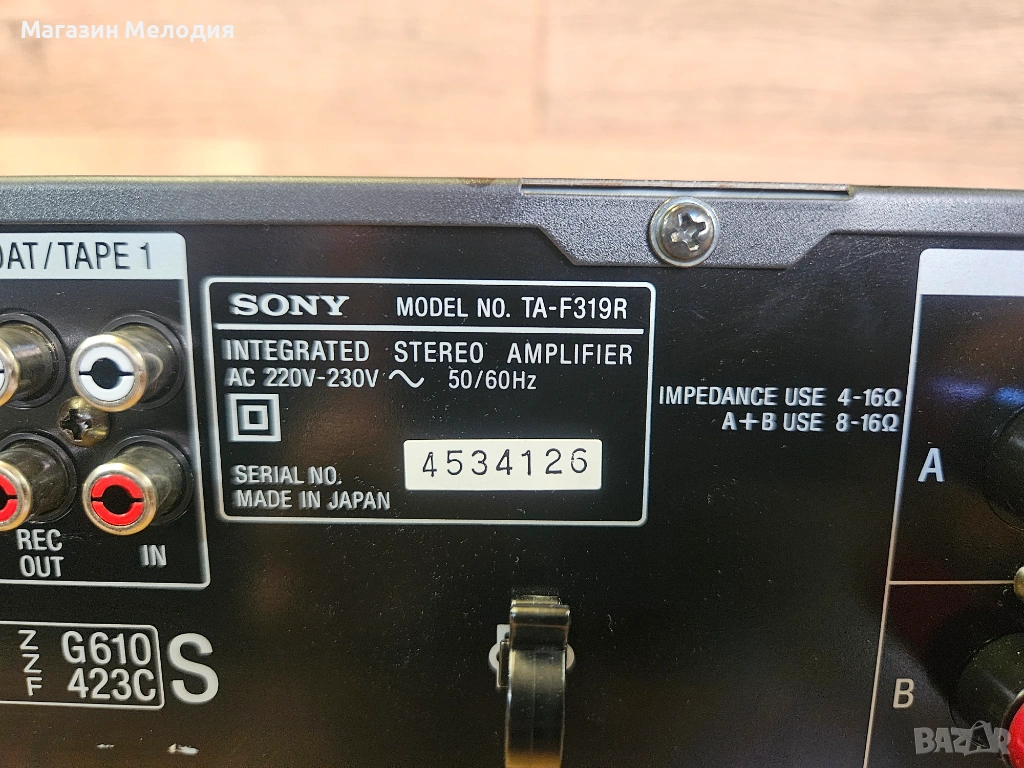 Магазин Мелодия
DAT/TAPE 1
SONY MODEL NO. TA-F319R
INTEGRATED STEREO AMPLIFIER
AC 220V-230V ~ 50/60Hz
SERIAL NO. 4534126
MADE IN JAPAN
IMPEDANCE USE 4-16Ω
A+B USE 8-16Ω
A
B
REC
OUT
IN
Z
Z
F
G610
423C
S
BAZAR